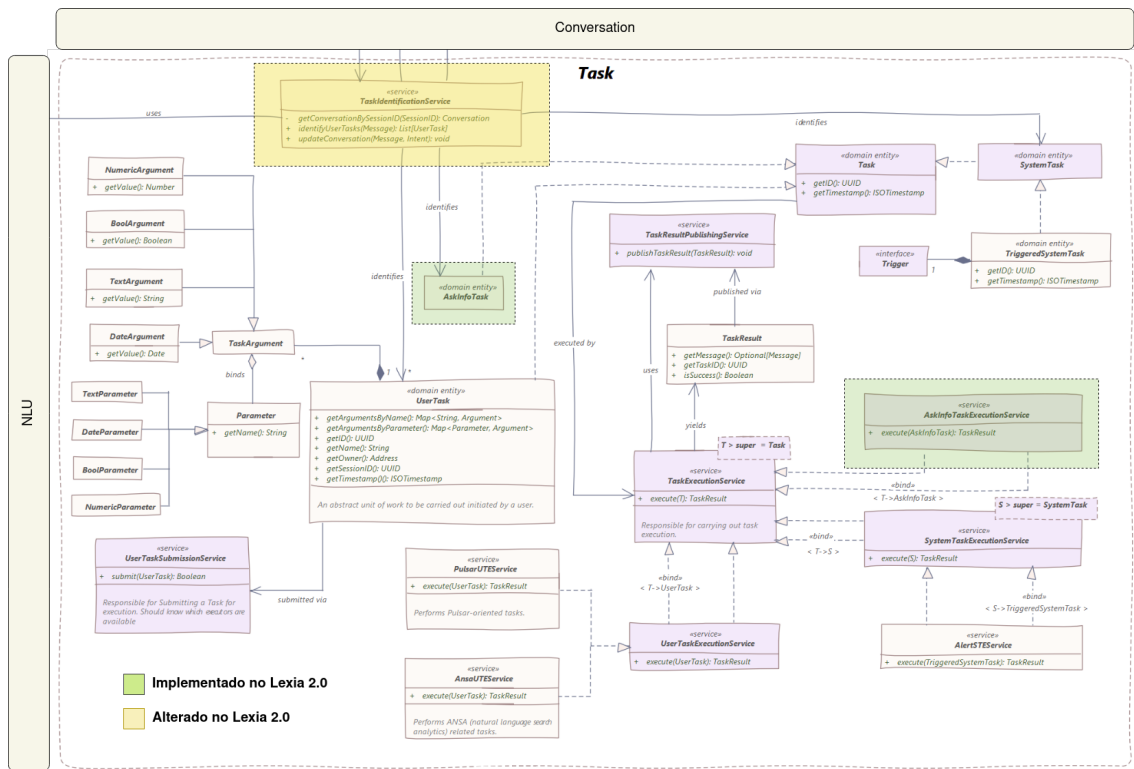 Conversation
NLU
Task
«service»
TaskIdentificationService
- getConversationBySessionID(SessionID): Conversation
+ identifyUserTasks(Message): List[UserTask]
+ updateConversation(Message, Intent): void
uses
identifies
«domain entity»
Task
+ getID(): UUID
+ getTimestamp(): ISOTimestamp
«domain entity»
SystemTask
NumericArgument
+ getValue(): Number
BoolArgument
+ getValue(): Boolean
TextArgument
+ getValue(): String
DateArgument
+ getValue(): Date
TaskArgument
binds
*
1
*
identifies
identifies
«domain entity»
AskInfoTask
«service»
TaskResultPublishingService
+ publishTaskResult(TaskResult): void
«interface»
Trigger
1
«domain entity»
TriggeredSystemTask
+ getID(): UUID
+ getTimestamp(): ISOTimestamp
published via
executed by
uses
TaskResult
+ getMessage(): Optional[Message]
+ getTaskID(): UUID
+ isSuccess(): Boolean
yields
TextParameter
DateParameter
BoolParameter
NumericParameter
Parameter
+ getName(): String
«domain entity»
UserTask
+ getArgumentsByName(): Map<String, Argument>
+ getArgumentsByParameter(): Map<Parameter, Argument>
+ getID(): UUID
+ getName(): String
+ getOwner(): Address
+ getSessionID(): UUID
+ getTimestamp(): ISOTimestamp
An abstract unit of work to be carried out initiated by a user.
«service»
AskInfoTaskExecutionService
+ execute(AskInfoTask): TaskResult
T > super = Task
«service»
TaskExecutionService
+ execute(T): TaskResult
Responsible for carrying out task
execution.
«bind»
< T->AskInfoTask >
S > super = SystemTask
«service»
SystemTaskExecutionService
+ execute(S): TaskResult
«bind»
< T->S >
«service»
UserTaskSubmissionService
+ submit(UserTask): Boolean
Responsible for Submitting a Task for
execution. Should know which executors are
available
submitted via
«service»
PulsarUTEService
+ execute(UserTask): TaskResult
Performs Pulsar-oriented tasks.
«bind»
< T->UserTask >
«bind»
< S->TriggeredSystemTask >
«service»
UserTaskExecutionService
+ execute(UserTask): TaskResult
«service»
AlertSTEService
+ execute(TriggeredSystemTask): TaskResult
«service»
AnsaUTEService
+ execute(UserTask): TaskResult
Performs ANSA (natural language search
analytics) related tasks.
Implementado no Lexia 2.0
Alterado no Lexia 2.0